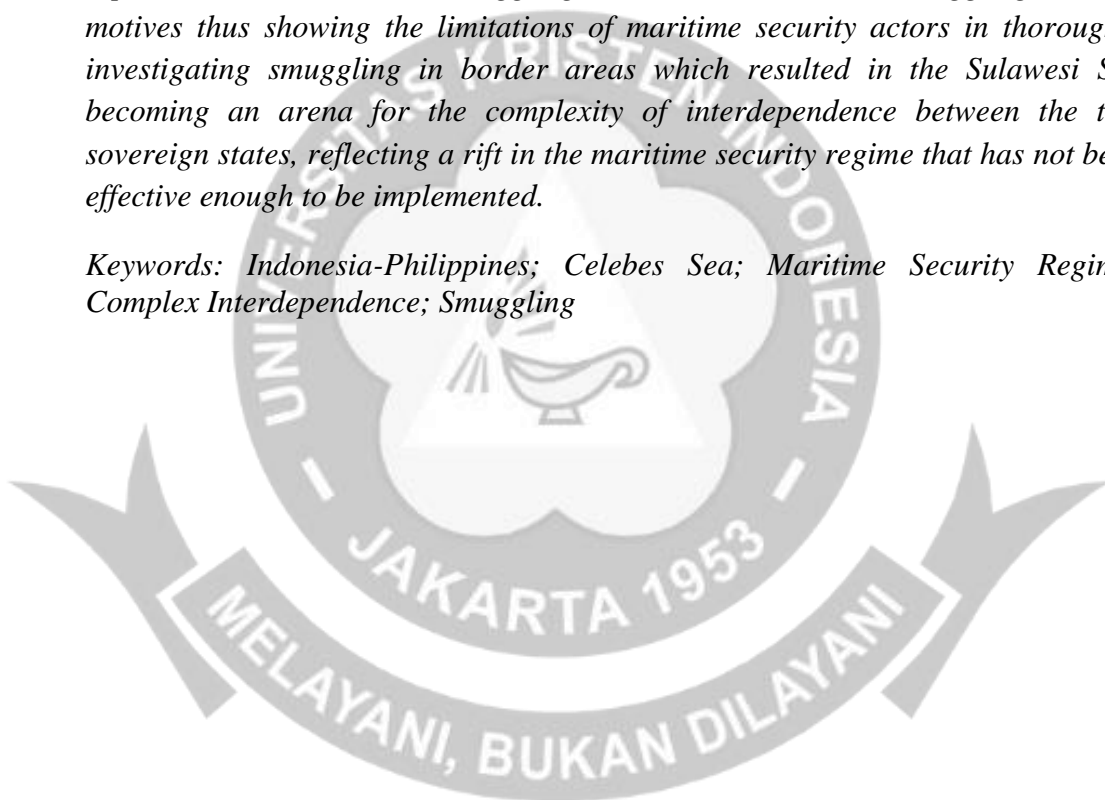 motives thus showing the limitations of maritime security actors in thoroug
investigating smuggling in border areas which resulted in the Sulawesi S
becoming an arena for the complexity of interdependence between the t
sovereign states, reflecting a rift in the maritime security regime that has not be
effective enough to be implemented.
Keywords: Indonesia-Philippines; Celebes Sea; Maritime Security
Complex Interdependence; Smuggling
UNIVERSITAS KRISTEN INDONESIA
- JAKARTA 1953 -
MELAYANI, BUKAN DILAYANI